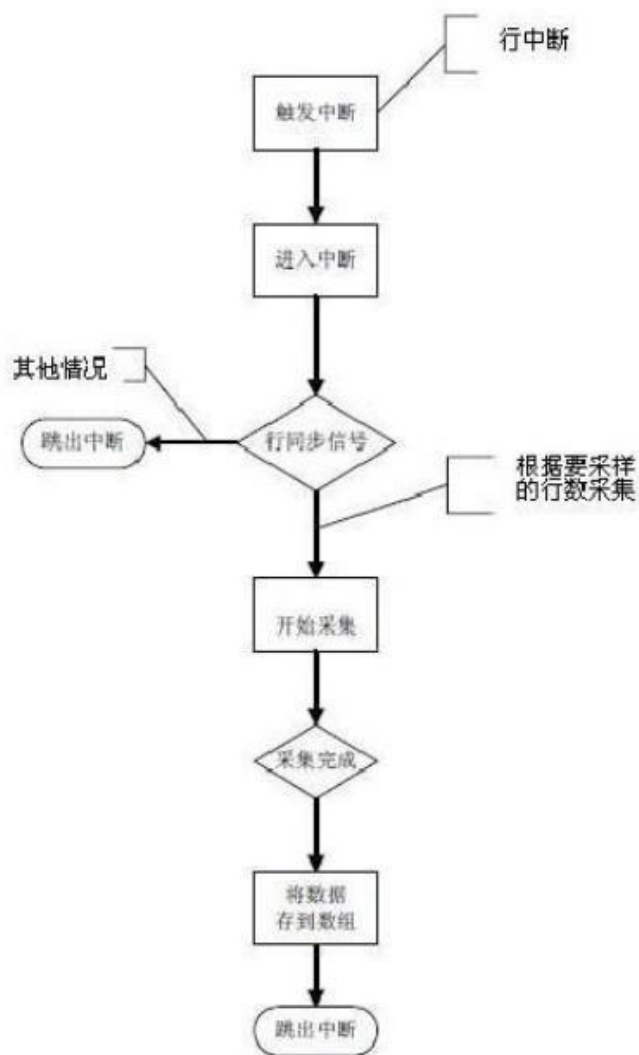 行中断
触发中断
进入中断
其他情况
跳出中断
行同步信号
根据要采样
的行数采集
开始采集
采集完成
将数据
存到数组
跳出中断